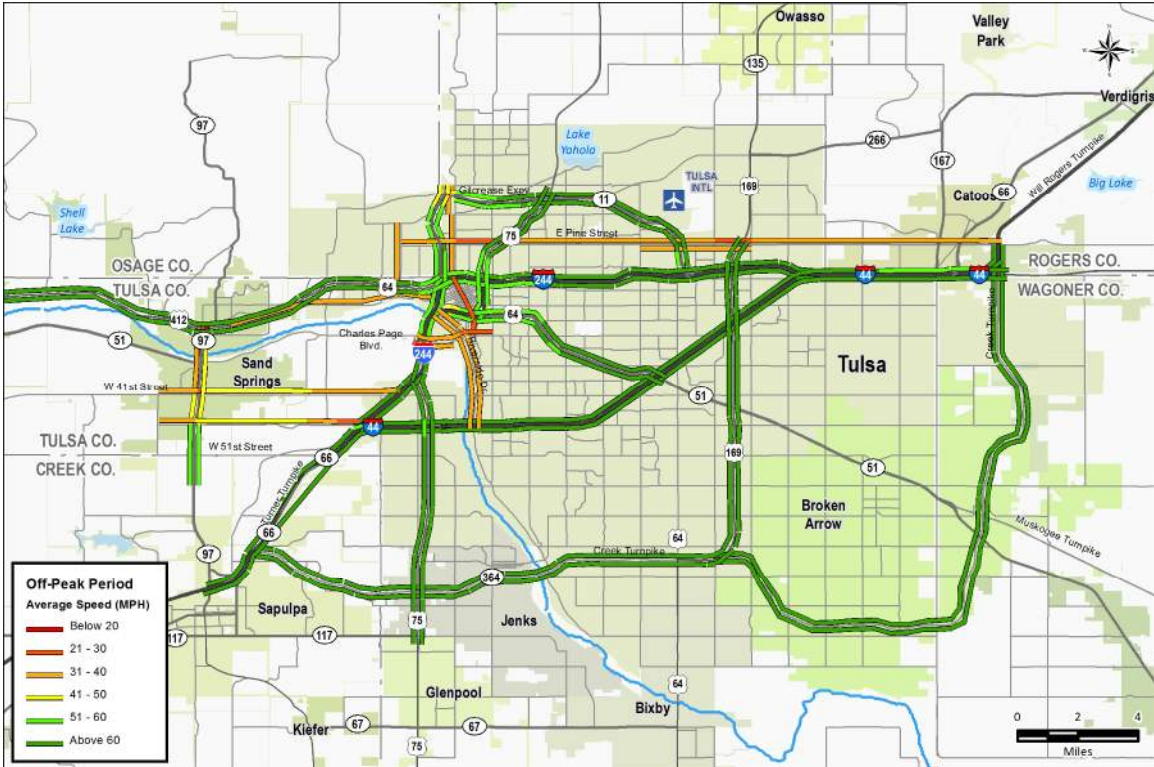 Owasso
Valley
Park
N
W
E
S
135
Verdigris
97
Lake
Yahola
266
167
Will Rogers Turnpike
TULSA
INTL
169
66
Big Lake
Catoos
Gilcrease Expy
11
Shell
Lake
75
E Pine Street
OSAGE CO.
TULSA CO.
ROGERS CO.
WAGONER CO.
64
244
44
44
412
64
51
97
Charles Page
Blvd.
244
Riverside Dr
Creek Turnpike
Sand
Springs
Tulsa
W 41st Street
51
44
TULSA CO.
CREEK CO.
W 51st Street
66
169
51
Turner Turnpike
Broken
Arrow
66
Muskogee Turnpike
97
64
Creek Turnpike
364
Sapulpa
75
Jenks
117
117
64
Glenpool
Bixby
Kiefer
67
67
75
Off-Peak Period
Average Speed (MPH)
Below 20
21 - 30
31 - 40
41 - 50
51 - 60
Above 60
0 2 4
Miles